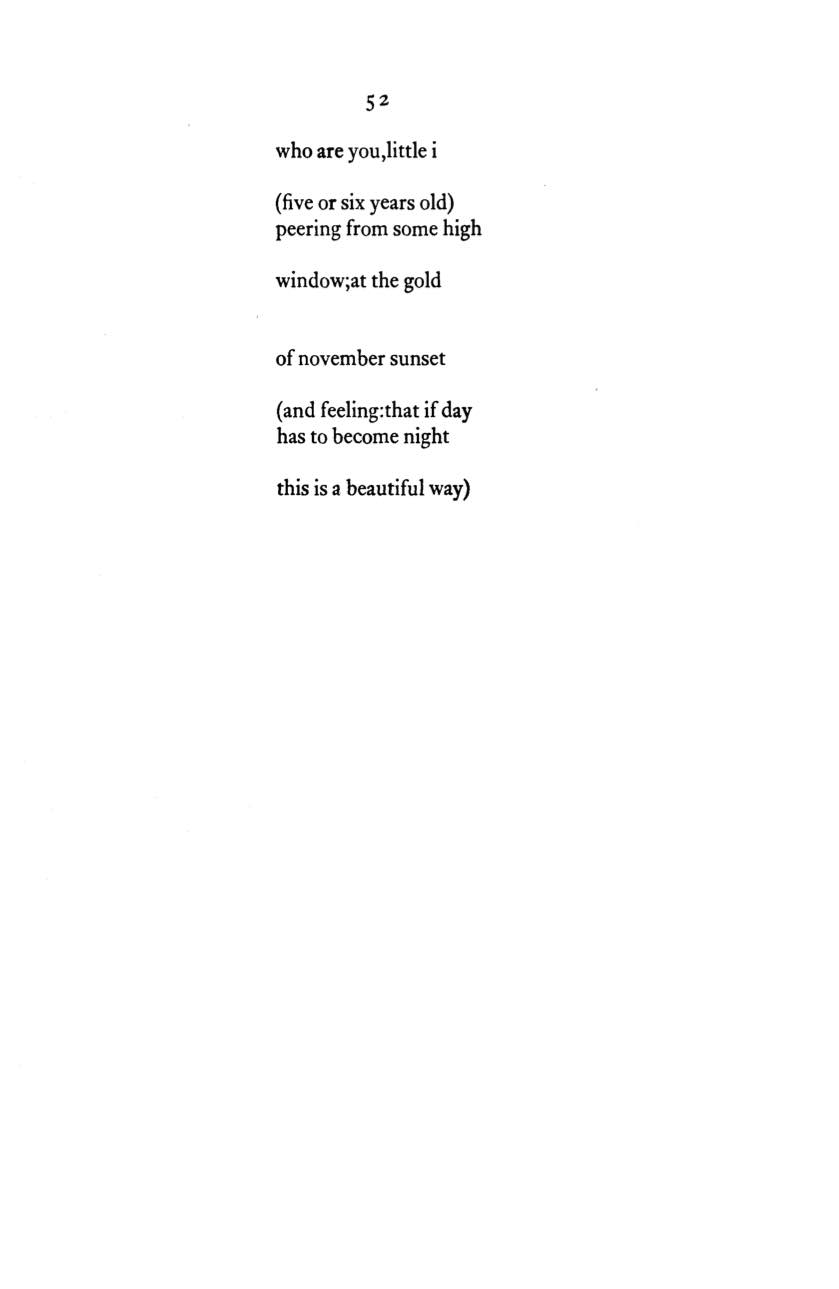 52
who are you,little i
(five or six years old)
peering from some high
window;at the gold
of november sunset
(and feeling:that if day
has to become night
this is a beautiful way)